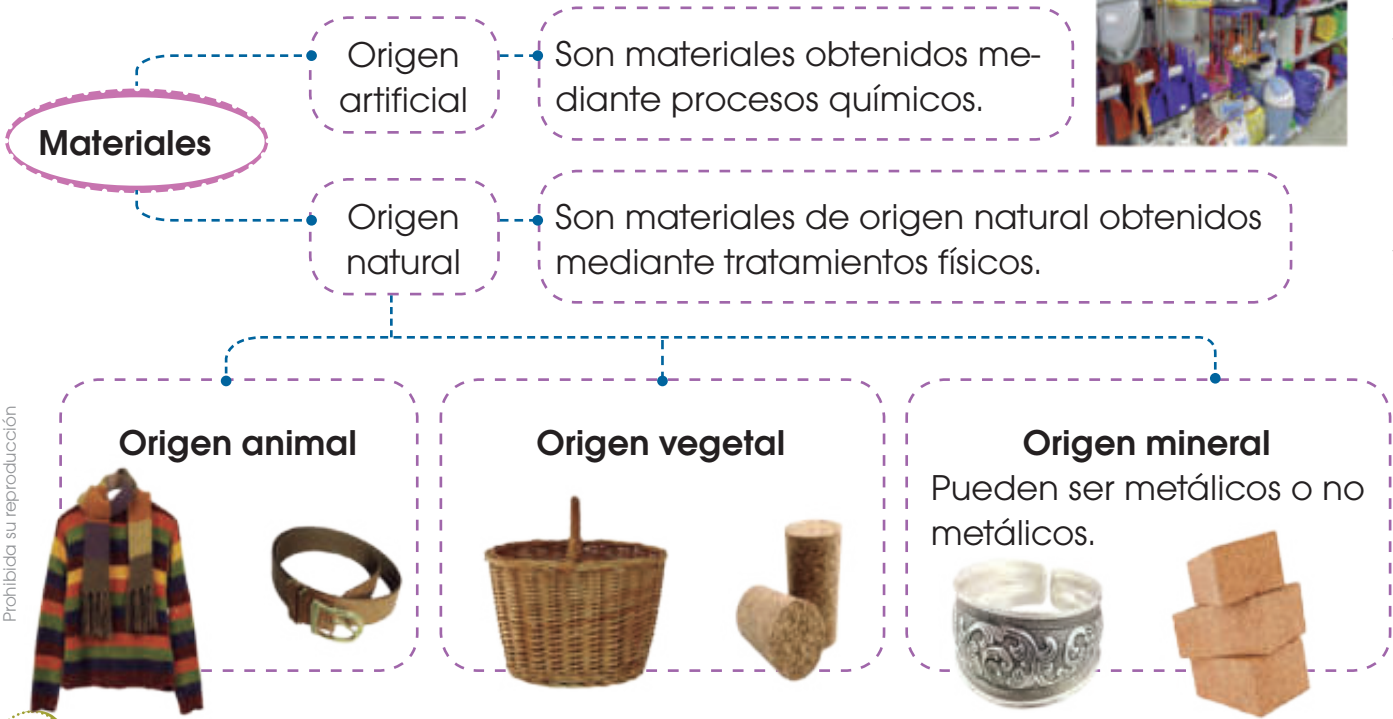 Materiales
Origen
artificial
Son materiales obtenidos me-
diante procesos químicos.
Origen
natural
Son materiales de origen natural obtenidos
mediante tratamientos físicos.
Origen animal
Origen vegetal
Origen mineral
Pueden ser metálicos o no
metálicos.
Prohibida su reproducción